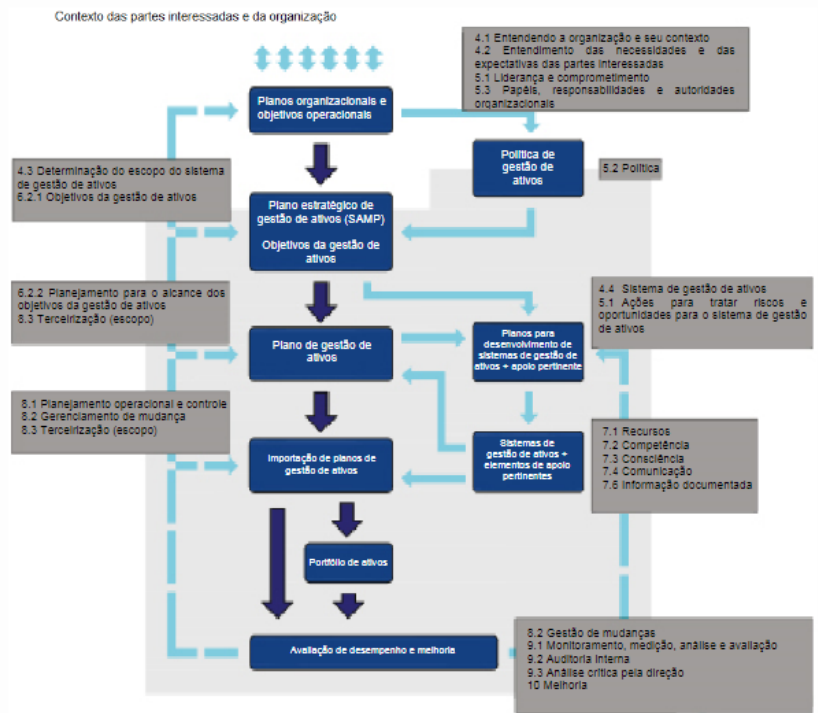 Contexto das partes interessadas e da organização
4.1 Entendendo a organização e seu contexto
4.2 Entendimento das necessidades e das
expectativas das partes interessadas
5.1 Liderança e comprometimento
5.3 Papéis, responsabilidades e autoridades
organizacionais
Planos organizacionais e
objetivos operacionais
Política de
gestão de
ativos
5.2 Política
4.3 Determinação do escopo do sistema
de gestão de ativos
6.2.1 Objetivos da gestão de ativos
Plano estratégico de
gestão de ativos (SAMP)
Objetivos da gestão de
ativos
6.2.2 Planejamento para o alcance dos
objetivos da gestão de ativos
8.3 Terceirização (escopo)
4.4 Sistema de gestão de ativos
5.1 Ações para tratar riscos e
oportunidades para o sistema de gestão
de ativos
Plano de gestão de
ativos
Planos para
desenvolvimento de
sistemas de gestão de
ativos + apoio pertinente
8.1 Planejamento operacional e controle
8.2 Gerenciamento de mudança
8.3 Terceirização (escopo)
Importação de planos de
gestão de ativos
Sistemas de
gestão de ativos +
elementos de apoio
pertinentes
7.1 Recursos
7.2 Competência
7.3 Consciência
7.4 Comunicação
7.6 Informação documentada
Portfólio de ativos
Avaliação de desempenho e melhoria
8.2 Gestão de mudanças
9.1 Monitoramento, medição, análise e avaliação
9.2 Auditoria interna
9.3 Análise crítica pela direção
10 Melhoria